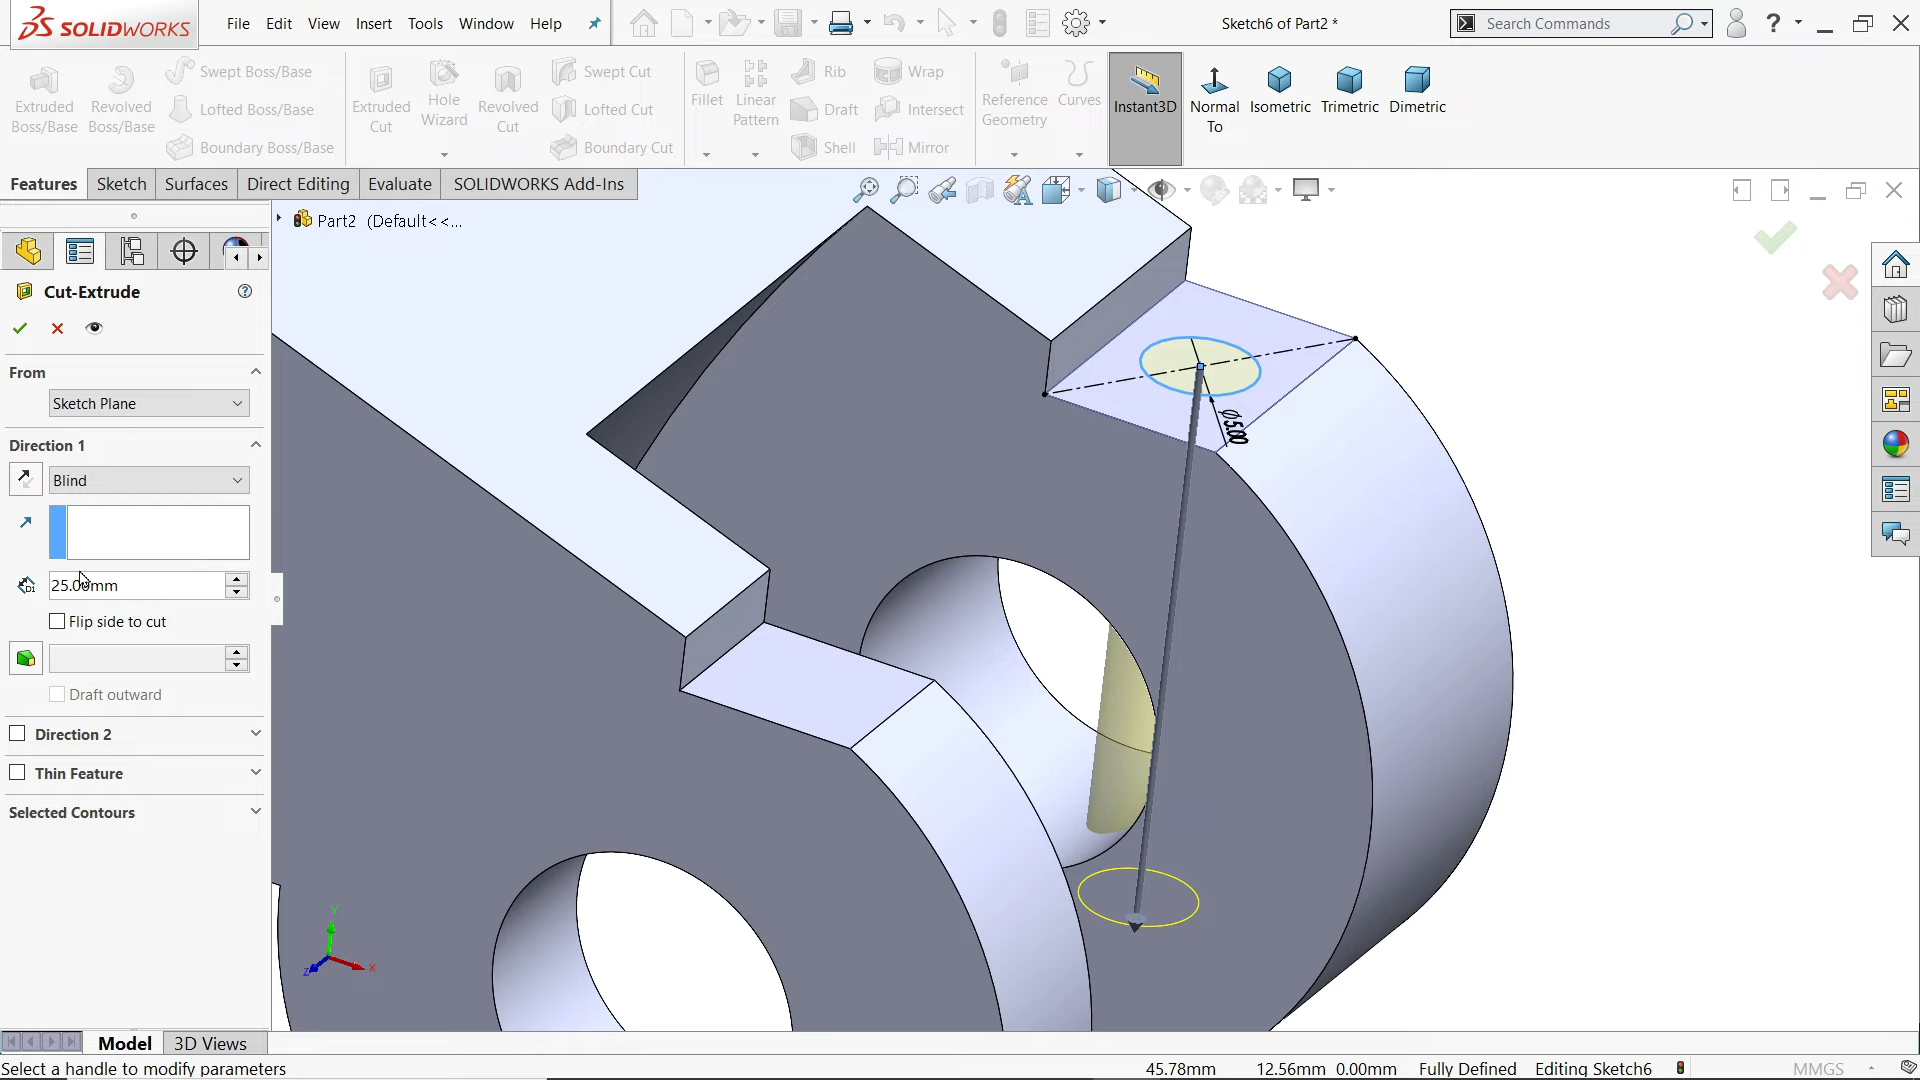 SOLIDWORKS File Edit View Insert Tools Window Help Sketch6 of Part2 * Search Commands ?
Extruded Boss/Base
Revolved Boss/Base
Swept Boss/Base
Lofted Boss/Base
Boundary Boss/Base
Extruded Cut
Hole Wizard
Revolved Cut
Swept Cut
Lofted Cut
Boundary Cut
Fillet
Linear Pattern
Rib
Draft
Shell
Wrap
Intersect
Mirror
Reference Geometry
Curves
Instant3D
Normal To
Isometric
Trimetric
Dimetric
Features Sketch Surfaces Direct Editing Evaluate SOLIDWORKS Add-Ins
Part2 (Default<<...
Cut-Extrude
From
Sketch Plane
Direction 1
Blind
25.00mm
Flip side to cut
Draft outward
Direction 2
Thin Feature
Selected Contours
ϕ5.00
Y
X
Z
Model 3D Views
Select a handle to modify parameters 45.78mm 12.56mm 0.00mm Fully Defined Editing Sketch6 MMGS